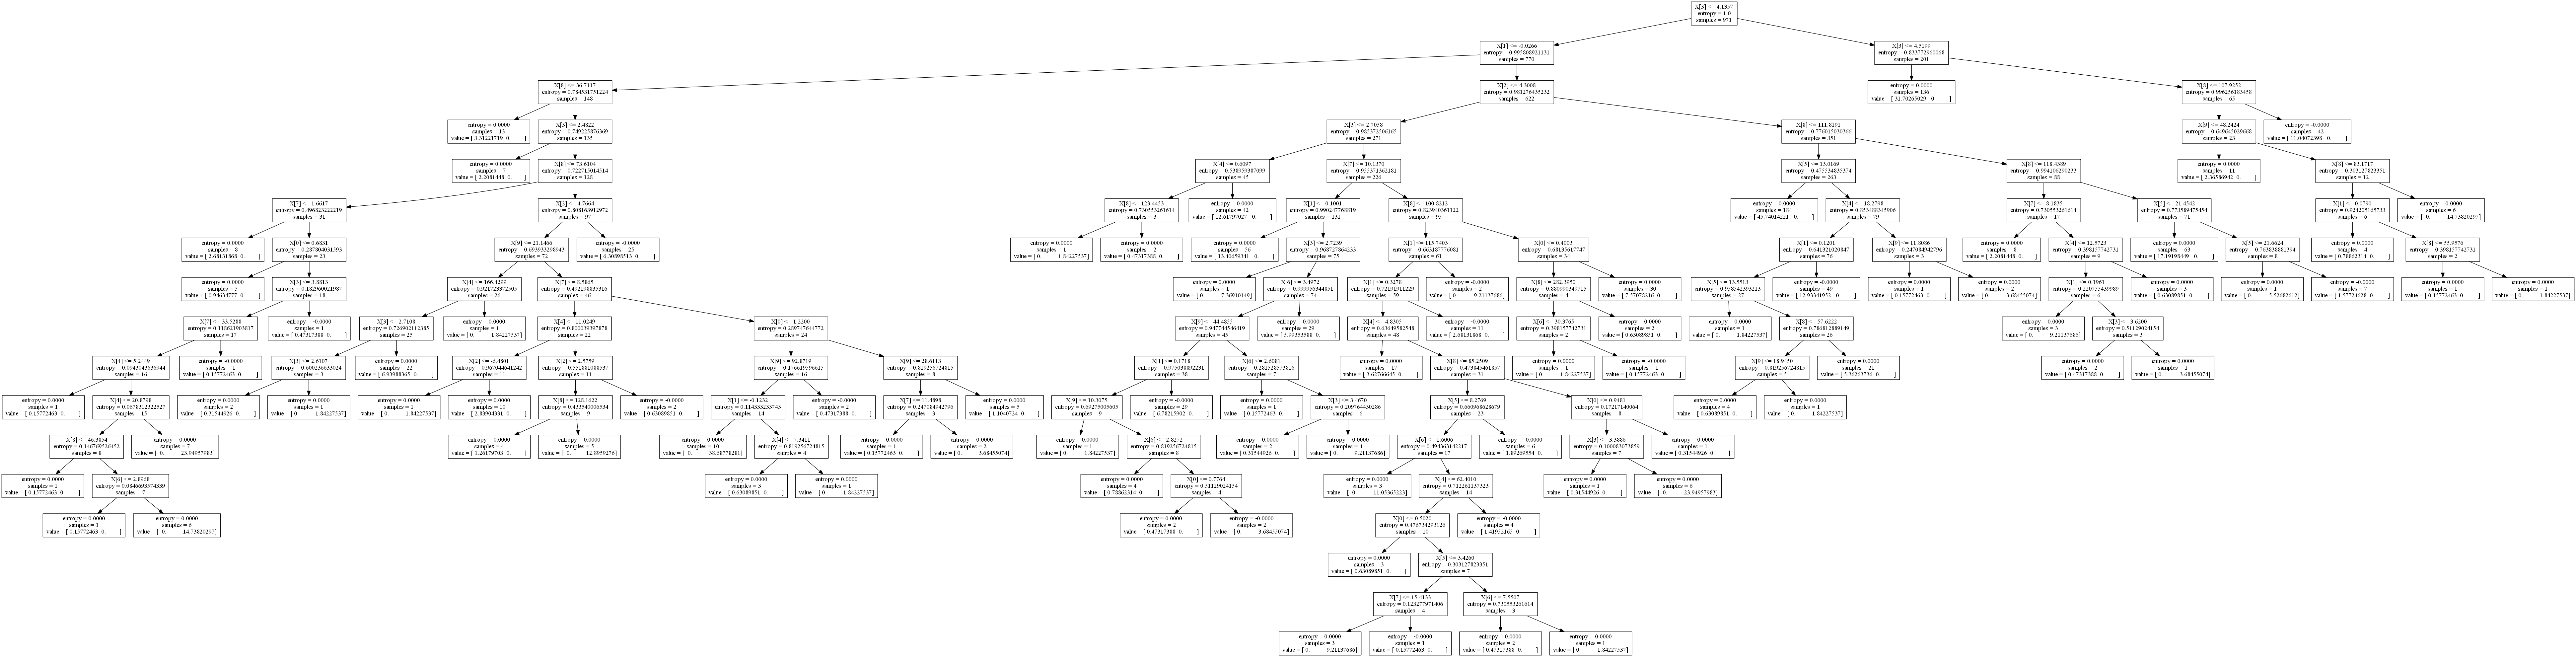 X[3] <= 4.1357
entropy = 1.0
samples = 971
X[1] <= -0.0266
entropy = 0.995808921131
samples = 770
X[3] <= 4.5199
entropy = 0.833772960068
samples = 201
X[8] <= 36.7117
entropy = 0.784531751224
samples = 148
X[2] <= 4.3008
entropy = 0.981276435232
samples = 622
entropy = 0.0000
samples = 136
value = [ 31.70265029 0. ]
X[8] <= 107.9252
entropy = 0.996256183458
samples = 65
entropy = 0.0000
samples = 13
value = [ 3.31221719 0. ]
X[3] <= 2.4822
entropy = 0.749225876369
samples = 135
X[3] <= 2.7058
entropy = 0.985372506165
samples = 271
X[8] <= 111.8191
entropy = 0.776015030366
samples = 351
X[9] <= 48.2424
entropy = 0.649645029668
samples = 23
entropy = -0.0000
samples = 42
value = [ 11.04072398 0. ]
entropy = 0.0000
samples = 7
value = [ 2.2081448 0. ]
X[8] <= 73.6104
entropy = 0.722715014514
samples = 128
X[4] <= 0.6097
entropy = 0.538959387099
samples = 45
X[7] <= 10.1370
entropy = 0.955371362181
samples = 226
X[5] <= 13.0169
entropy = 0.475534835374
samples = 263
X[8] <= 118.4389
entropy = 0.994106290233
samples = 88
entropy = 0.0000
samples = 11
value = [ 2.36586942 0. ]
X[8] <= 83.1717
entropy = 0.303127823351
samples = 12
X[7] <= 1.6617
entropy = 0.496823222219
samples = 31
X[2] <= 4.7664
entropy = 0.808163912972
samples = 97
X[8] <= 123.4453
entropy = 0.730553261614
samples = 3
entropy = 0.0000
samples = 42
value = [ 12.61797027 0. ]
X[1] <= 0.1001
entropy = 0.990247768819
samples = 131
X[8] <= 100.8212
entropy = 0.825940361122
samples = 95
entropy = 0.0000
samples = 184
value = [ 45.74014221 0. ]
X[4] <= 18.2798
entropy = 0.853488345906
samples = 79
X[7] <= 8.1835
entropy = 0.730553261614
samples = 17
X[5] <= 21.4542
entropy = 0.773589475454
samples = 71
X[1] <= 0.0790
entropy = 0.924205165733
samples = 6
entropy = 0.0000
samples = 6
value = [ 0. 14.73820297]
entropy = 0.0000
samples = 8
value = [ 2.68131868 0. ]
X[0] <= 0.6831
entropy = 0.287804031593
samples = 23
X[9] <= 21.1466
entropy = 0.693933298943
samples = 72
entropy = -0.0000
samples = 25
value = [ 6.30898513 0. ]
entropy = 0.0000
samples = 1
value = [ 0. 1.84227537]
entropy = 0.0000
samples = 2
value = [ 0.47317388 0. ]
entropy = 0.0000
samples = 56
value = [ 13.40659341 0. ]
X[3] <= 2.7239
entropy = 0.968727864233
samples = 75
X[1] <= 115.7403
entropy = 0.663187776081
samples = 61
X[0] <= 0.4003
entropy = 0.68135617747
samples = 34
X[1] <= 0.1201
entropy = 0.641321020847
samples = 76
X[9] <= 11.8086
entropy = 0.247084942796
samples = 3
entropy = 0.0000
samples = 8
value = [ 2.2081448 0. ]
X[4] <= 12.5723
entropy = 0.398157742731
samples = 9
entropy = 0.0000
samples = 63
value = [ 17.19198449 0. ]
X[5] <= 21.6624
entropy = 0.763838881394
samples = 8
entropy = 0.0000
samples = 4
value = [ 0.78862314 0. ]
X[8] <= 55.9576
entropy = 0.398157742731
samples = 2
entropy = 0.0000
samples = 5
value = [ 0.94634777 0. ]
X[3] <= 3.8813
entropy = 0.182960021987
samples = 18
X[4] <= 166.4299
entropy = 0.921723372505
samples = 26
X[7] <= 8.5865
entropy = 0.492198835316
samples = 46
entropy = 0.0000
samples = 1
value = [ 0. 7.36910149]
X[6] <= 3.4972
entropy = 0.999956344851
samples = 74
X[1] <= 0.3278
entropy = 0.72191911229
samples = 59
entropy = -0.0000
samples = 2
value = [ 0. 9.21137686]
X[8] <= 282.3950
entropy = 0.880990349715
samples = 4
entropy = 0.0000
samples = 30
value = [ 7.57078216 0. ]
X[5] <= 13.5513
entropy = 0.958542393213
samples = 27
entropy = -0.0000
samples = 49
value = [ 12.93341952 0. ]
entropy = 0.0000
samples = 1
value = [ 0.15772463 0. ]
entropy = 0.0000
samples = 2
value = [ 0. 3.68455074]
X[1] <= 0.1961
entropy = 0.220755439989
samples = 6
entropy = 0.0000
samples = 3
value = [ 0.63089851 0. ]
entropy = 0.0000
samples = 1
value = [ 0. 5.52682612]
entropy = -0.0000
samples = 7
value = [ 1.57724628 0. ]
entropy = 0.0000
samples = 1
value = [ 0.15772463 0. ]
entropy = 0.0000
samples = 1
value = [ 0. 1.84227537]
X[7] <= 33.5288
entropy = 0.118621903817
samples = 17
entropy = -0.0000
samples = 1
value = [ 0.47317388 0. ]
X[3] <= 2.7108
entropy = 0.726902112385
samples = 25
entropy = 0.0000
samples = 1
value = [ 0. 1.84227537]
X[4] <= 11.0249
entropy = 0.800039397878
samples = 22
X[0] <= 1.2200
entropy = 0.289747644772
samples = 24
X[9] <= 44.4855
entropy = 0.947744546419
samples = 45
entropy = 0.0000
samples = 29
value = [ 5.99353588 0. ]
X[4] <= 4.8305
entropy = 0.63649582548
samples = 48
entropy = -0.0000
samples = 11
value = [ 2.68131868 0. ]
X[6] <= 30.3765
entropy = 0.398157742731
samples = 2
entropy = 0.0000
samples = 2
value = [ 0.63089851 0. ]
entropy = 0.0000
samples = 1
value = [ 0. 1.84227537]
X[8] <= 57.6222
entropy = 0.786812889149
samples = 26
entropy = 0.0000
samples = 3
value = [ 0. 9.21137686]
X[3] <= 3.6200
entropy = 0.51129024154
samples = 3
X[4] <= 5.2449
entropy = 0.0943043636944
samples = 16
entropy = -0.0000
samples = 1
value = [ 0.15772463 0. ]
X[3] <= 2.6107
entropy = 0.600236633024
samples = 3
entropy = 0.0000
samples = 22
value = [ 6.93988365 0. ]
X[2] <= -6.4801
entropy = 0.967044641242
samples = 11
X[2] <= 2.5759
entropy = 0.551881088537
samples = 11
X[9] <= 92.8719
entropy = 0.176619596615
samples = 16
X[9] <= 28.6113
entropy = 0.819256724815
samples = 8
X[1] <= 0.1718
entropy = 0.975038892231
samples = 38
X[6] <= 2.6081
entropy = 0.281528573816
samples = 7
entropy = 0.0000
samples = 17
value = [ 3.62766645 0. ]
X[8] <= 85.2509
entropy = 0.473845461857
samples = 31
entropy = 0.0000
samples = 1
value = [ 0. 1.84227537]
entropy = -0.0000
samples = 1
value = [ 0.15772463 0. ]
X[9] <= 18.9450
entropy = 0.819256724815
samples = 5
entropy = 0.0000
samples = 21
value = [ 5.36263736 0. ]
entropy = 0.0000
samples = 2
value = [ 0.47317388 0. ]
entropy = 0.0000
samples = 1
value = [ 0. 3.68455074]
entropy = 0.0000
samples = 1
value = [ 0.15772463 0. ]
X[4] <= 20.8798
entropy = 0.0678312322527
samples = 15
entropy = 0.0000
samples = 2
value = [ 0.31544926 0. ]
entropy = 0.0000
samples = 1
value = [ 0. 1.84227537]
entropy = 0.0000
samples = 1
value = [ 0. 1.84227537]
entropy = 0.0000
samples = 10
value = [ 2.83904331 0. ]
X[8] <= 128.1622
entropy = 0.433540006534
samples = 9
entropy = -0.0000
samples = 2
value = [ 0.63089851 0. ]
X[1] <= -0.1232
entropy = 0.114333233743
samples = 14
entropy = -0.0000
samples = 2
value = [ 0.47317388 0. ]
X[7] <= 11.4898
entropy = 0.247084942796
samples = 3
entropy = 0.0000
samples = 5
value = [ 1.1040724 0. ]
X[9] <= 10.3075
entropy = 0.69275005605
samples = 9
entropy = -0.0000
samples = 29
value = [ 6.78215902 0. ]
entropy = 0.0000
samples = 1
value = [ 0.15772463 0. ]
X[3] <= 3.4670
entropy = 0.209764430286
samples = 6
X[5] <= 8.2769
entropy = 0.660968628679
samples = 23
X[0] <= 0.9481
entropy = 0.17217140064
samples = 8
entropy = 0.0000
samples = 4
value = [ 0.63089851 0. ]
entropy = 0.0000
samples = 1
value = [ 0. 1.84227537]
X[8] <= 46.3854
entropy = 0.146769526452
samples = 8
entropy = 0.0000
samples = 7
value = [ 0. 23.94957983]
entropy = 0.0000
samples = 4
value = [ 1.26179703 0. ]
entropy = 0.0000
samples = 5
value = [ 0. 12.8959276]
entropy = 0.0000
samples = 10
value = [ 0. 38.68778281]
X[4] <= 7.3411
entropy = 0.819256724815
samples = 4
entropy = 0.0000
samples = 1
value = [ 0.15772463 0. ]
entropy = 0.0000
samples = 2
value = [ 0. 3.68455074]
entropy = 0.0000
samples = 1
value = [ 0. 1.84227537]
X[6] <= 2.8272
entropy = 0.819256724815
samples = 8
entropy = 0.0000
samples = 2
value = [ 0.31544926 0. ]
entropy = 0.0000
samples = 4
value = [ 0. 9.21137686]
X[6] <= 1.6006
entropy = 0.494363142217
samples = 17
entropy = -0.0000
samples = 6
value = [ 1.89269554 0. ]
X[3] <= 3.3886
entropy = 0.100083073859
samples = 7
entropy = 0.0000
samples = 1
value = [ 0.31544926 0. ]
entropy = 0.0000
samples = 1
value = [ 0.15772463 0. ]
X[6] <= 2.8968
entropy = 0.0846693574339
samples = 7
entropy = 0.0000
samples = 3
value = [ 0.63089851 0. ]
entropy = 0.0000
samples = 1
value = [ 0. 1.84227537]
entropy = 0.0000
samples = 4
value = [ 0.78862314 0. ]
X[0] <= 0.7764
entropy = 0.51129024154
samples = 4
entropy = 0.0000
samples = 3
value = [ 0. 11.05365223]
X[4] <= 62.4010
entropy = 0.712261137323
samples = 14
entropy = 0.0000
samples = 1
value = [ 0.31544926 0. ]
entropy = 0.0000
samples = 6
value = [ 0. 23.94957983]
entropy = 0.0000
samples = 1
value = [ 0.15772463 0. ]
entropy = 0.0000
samples = 6
value = [ 0. 14.73820297]
entropy = 0.0000
samples = 2
value = [ 0.47317388 0. ]
entropy = -0.0000
samples = 2
value = [ 0. 3.68455074]
X[0] <= 0.5020
entropy = 0.476734293126
samples = 10
entropy = -0.0000
samples = 4
value = [ 1.41952165 0. ]
entropy = 0.0000
samples = 3
value = [ 0.63089851 0. ]
X[5] <= 3.4260
entropy = 0.303127823351
samples = 7
X[7] <= 15.4133
entropy = 0.123277971406
samples = 4
X[6] <= 7.5507
entropy = 0.730553261614
samples = 3
entropy = 0.0000
samples = 3
value = [ 0. 9.21137686]
entropy = -0.0000
samples = 1
value = [ 0.15772463 0. ]
entropy = 0.0000
samples = 2
value = [ 0.47317388 0. ]
entropy = 0.0000
samples = 1
value = [ 0. 1.84227537]